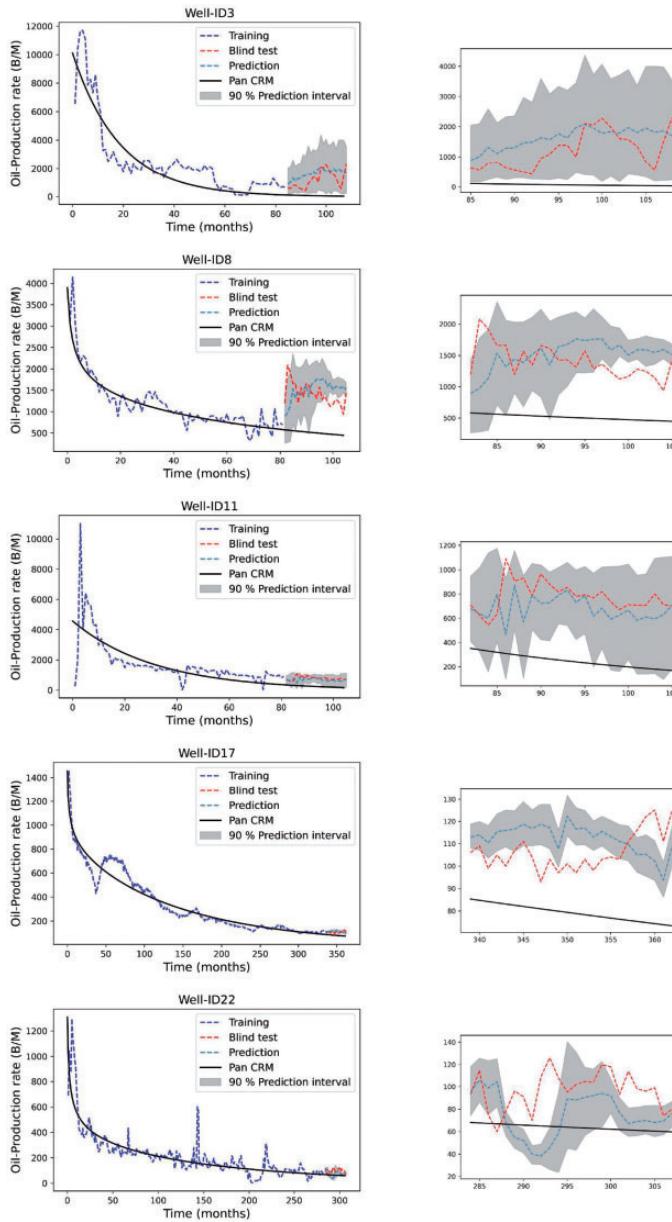 Well-ID3
12000
10000
8000
6000
4000
2000
0
Oil-Production rate (B/M)
Training
Blind test
Prediction
Pan CRM
90 % Prediction interval
0 20 40 60 80 100
Time (months)
4000
3000
2000
1000
0
85 90 95 100 105
Well-ID8
4000
3500
3000
2500
2000
1500
1000
500
Oil-Production rate (B/M)
Training
Blind test
Prediction
Pan CRM
90 % Prediction interval
0 20 40 60 80 100
Time (months)
2000
1500
1000
500
85 90 95 100
Well-ID11
10000
8000
6000
4000
2000
0
Oil-Production rate (B/M)
Training
Blind test
Prediction
Pan CRM
90 % Prediction interval
0 20 40 60 80 100
Time (months)
1200
1000
800
600
400
200
85 90 95 100
Well-ID17
1400
1200
1000
800
600
400
200
0
Oil-Production rate (B/M)
Training
Blind test
Prediction
Pan CRM
90 % Prediction interval
0 50 100 150 200 250 300 350
Time (months)
130
120
110
100
90
80
340 345 350 355 360
Well-ID22
1200
1000
800
600
400
200
0
Oil-Production rate (B/M)
Training
Blind test
Prediction
Pan CRM
90 % Prediction interval
0 50 100 150 200 250 300
Time (months)
140
120
100
80
60
40
20
285 290 295 300 305